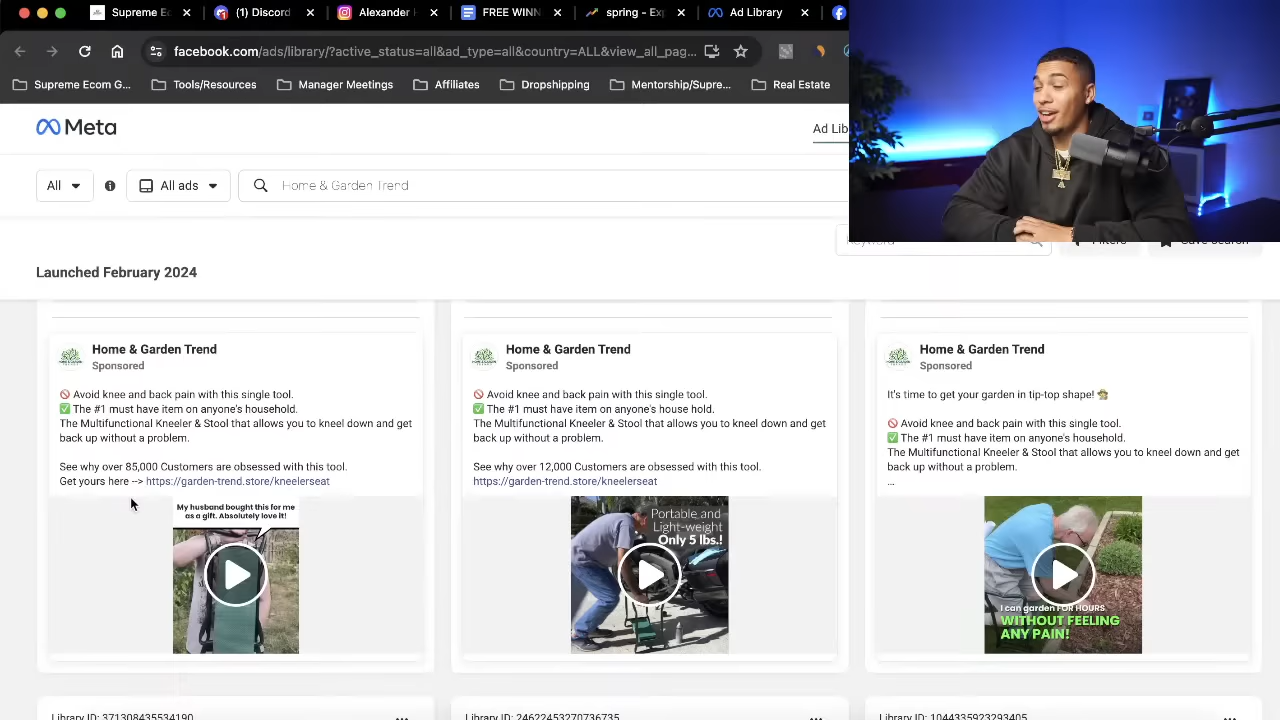 Supreme E
(1) Discord
Alexander
FREE WINN
spring - Exp
Ad Library
facebook.com/ads/library/?active_status=all&ad_type=all&country=ALL&view_all_pag...
Supreme Ecom G...
Tools/Resources
Affiliates
Dropshipping
Mentorship/Supre...
Real Estate
Meta
Ad Lib
All
All ads
Home & Garden Trend
Launched February 2024
Home & Garden Trend
Sponsored
🚫 Avoid knee and back pain with this single tool.
✅ The #1 must have item on anyone's household.
The Multifunctional Kneeler & Stool that allows you to kneel down and get
back up without a problem.
See why over 85,000 Customers are obsessed with this tool.
Get yours here --> https://garden-trend.store/kneelerseat
My husband bought this for me
as a gift. Absolutely love it!
Home & Garden Trend
Sponsored
🚫 Avoid knee and back pain with this single tool.
✅ The #1 must have item on anyone's house hold.
The Multifunctional Kneeler & Stool that allows you to kneel down and get
back up without a problem.
See why over 12,000 Customers are obsessed with this tool.
https://garden-trend.store/kneelerseat
Portable and
Light-weight
Only 5 lbs.!
Home & Garden Trend
Sponsored
It's time to get your garden in tip-top shape! 👩‍🌾
🚫 Avoid knee and back pain with this single tool.
✅ The #1 must have item on anyone's household.
The Multifunctional Kneeler & Stool that allows you to kneel down and get
back up without a problem.
...
I can garden FOR HOURS
WITHOUT FEELING
ANY PAIN!
Library ID: 371308435534190
Library ID: 24622453270736735
Library ID: 1044335923293405